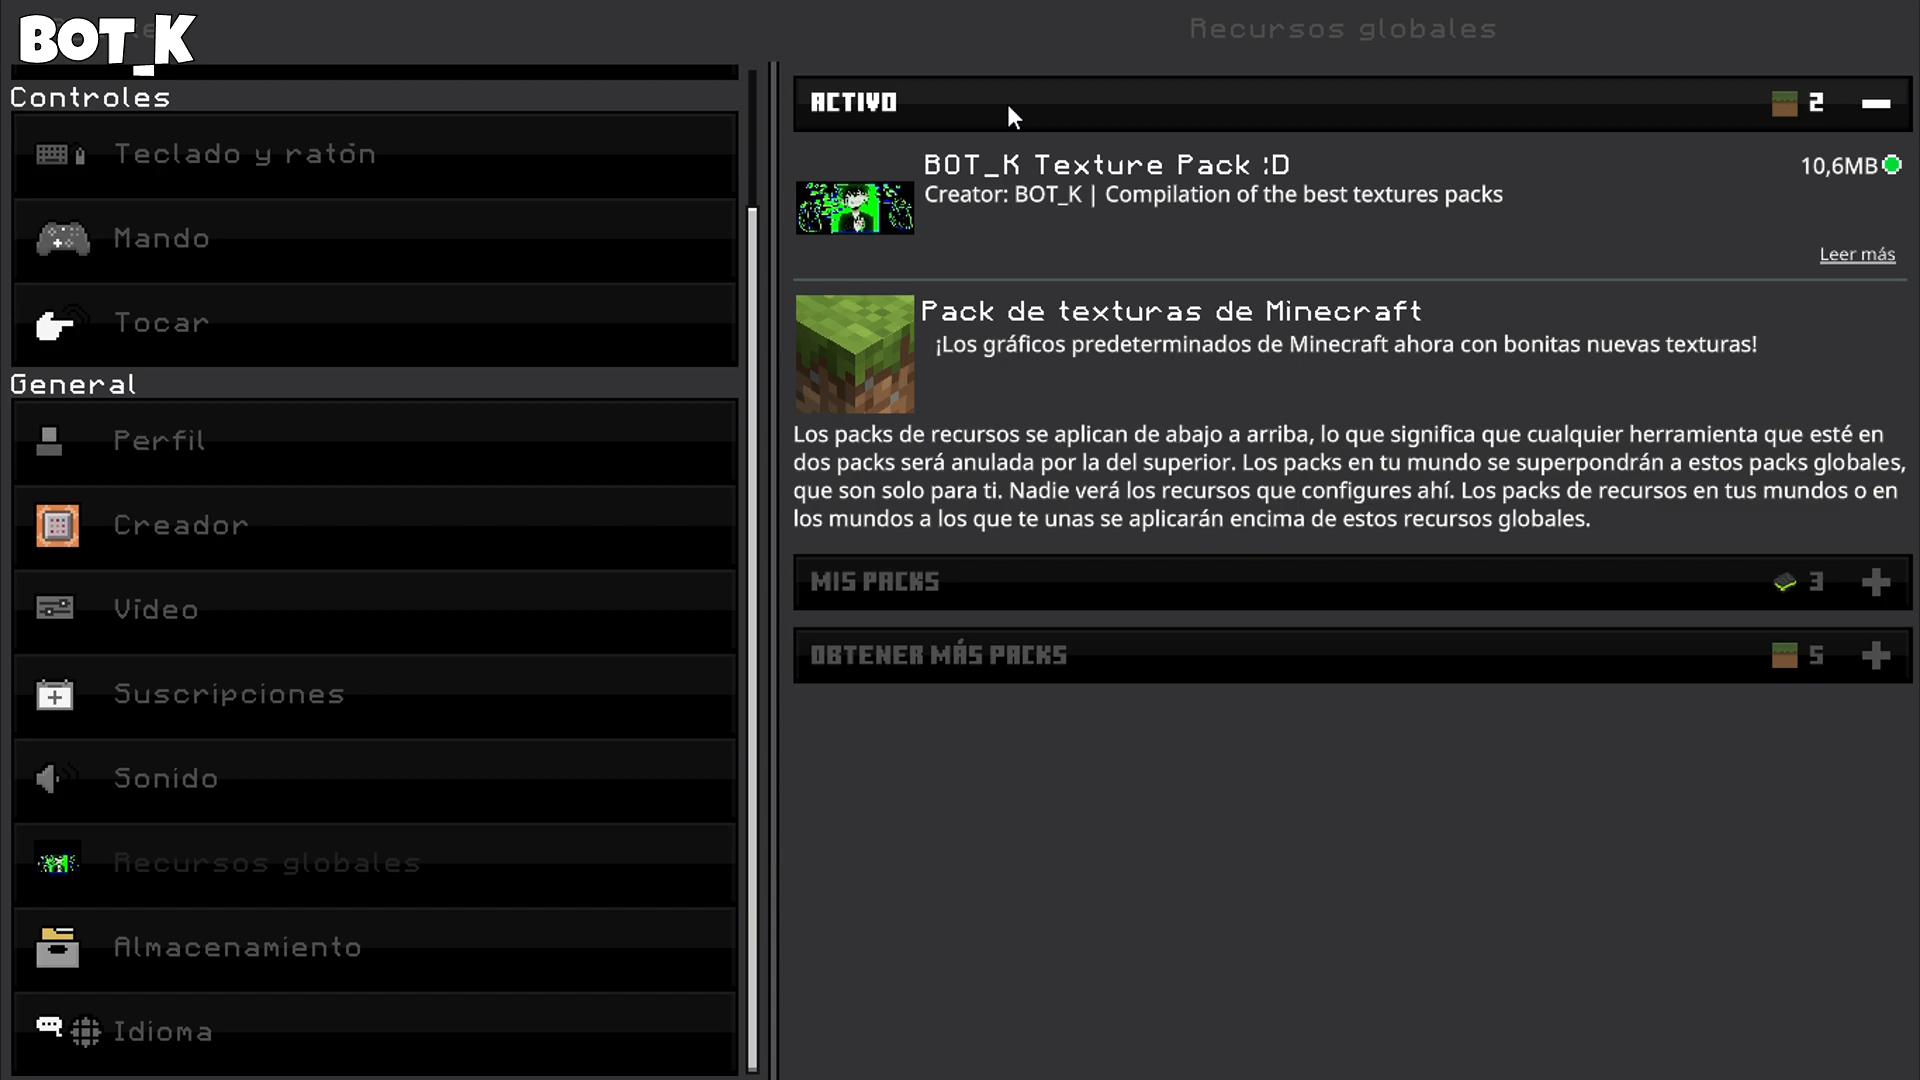 BOT_K
Recursos globales
Controles
Teclado y ratón
Mando
Tocar
General
Perfil
Creador
Vídeo
Suscripciones
Sonido
Recursos globales
Almacenamiento
Idioma
ACTIVO 2
BOT_K Texture Pack :D 10,6MB
Creator: BOT_K | Compilation of the best textures packs
Leer más
Pack de texturas de Minecraft
¡Los gráficos predeterminados de Minecraft ahora con bonitas nuevas texturas!
Los packs de recursos se aplican de abajo a arriba, lo que significa que cualquier herramienta que esté en
dos packs será anulada por la del superior. Los packs en tu mundo se superpondrán a estos packs globales,
que son solo para ti. Nadie verá los recursos que configures ahí. Los packs de recursos en tus mundos o en
los mundos a los que te unas se aplicarán encima de estos recursos globales.
MIS PACKS 3
OBTENER MÁS PACKS 5